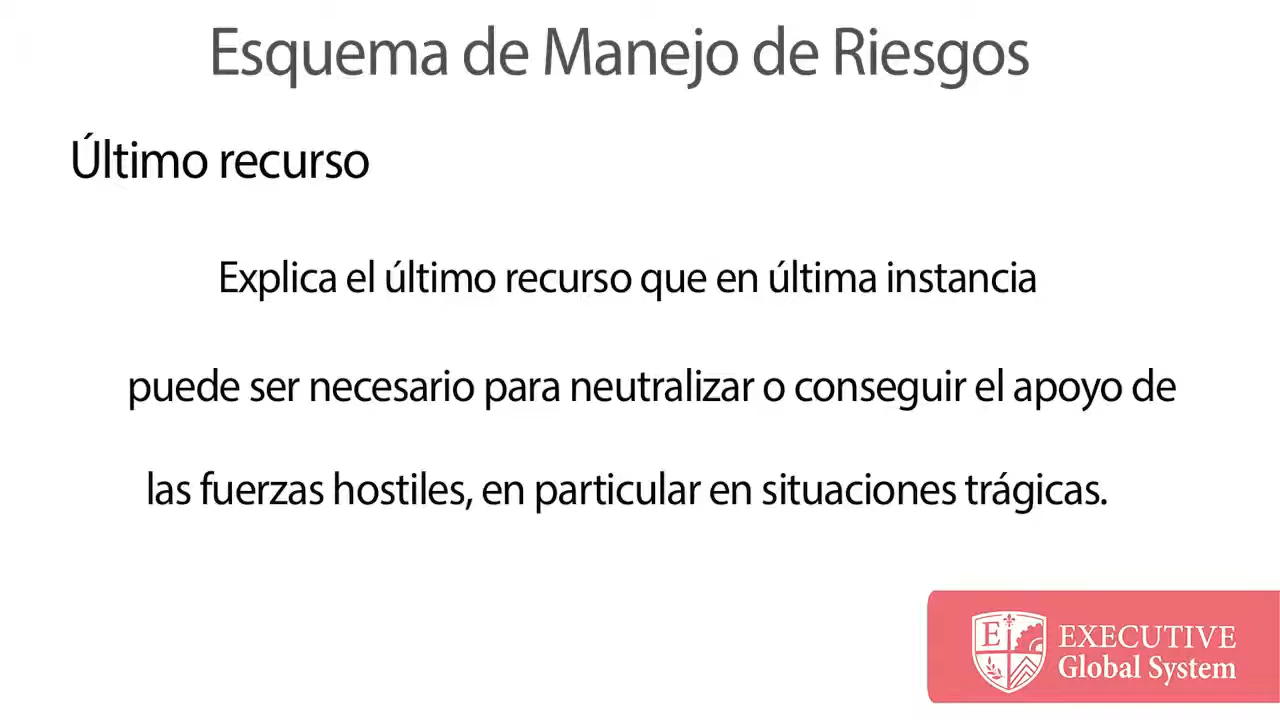 Esquema de Manejo de Riesgos
Último recurso
Explica el último recurso que en última instancia
puede ser necesario para neutralizar o conseguir el apoyo de
las fuerzas hostiles, en particular en situaciones trágicas.
E
EXECUTIVE
Global System